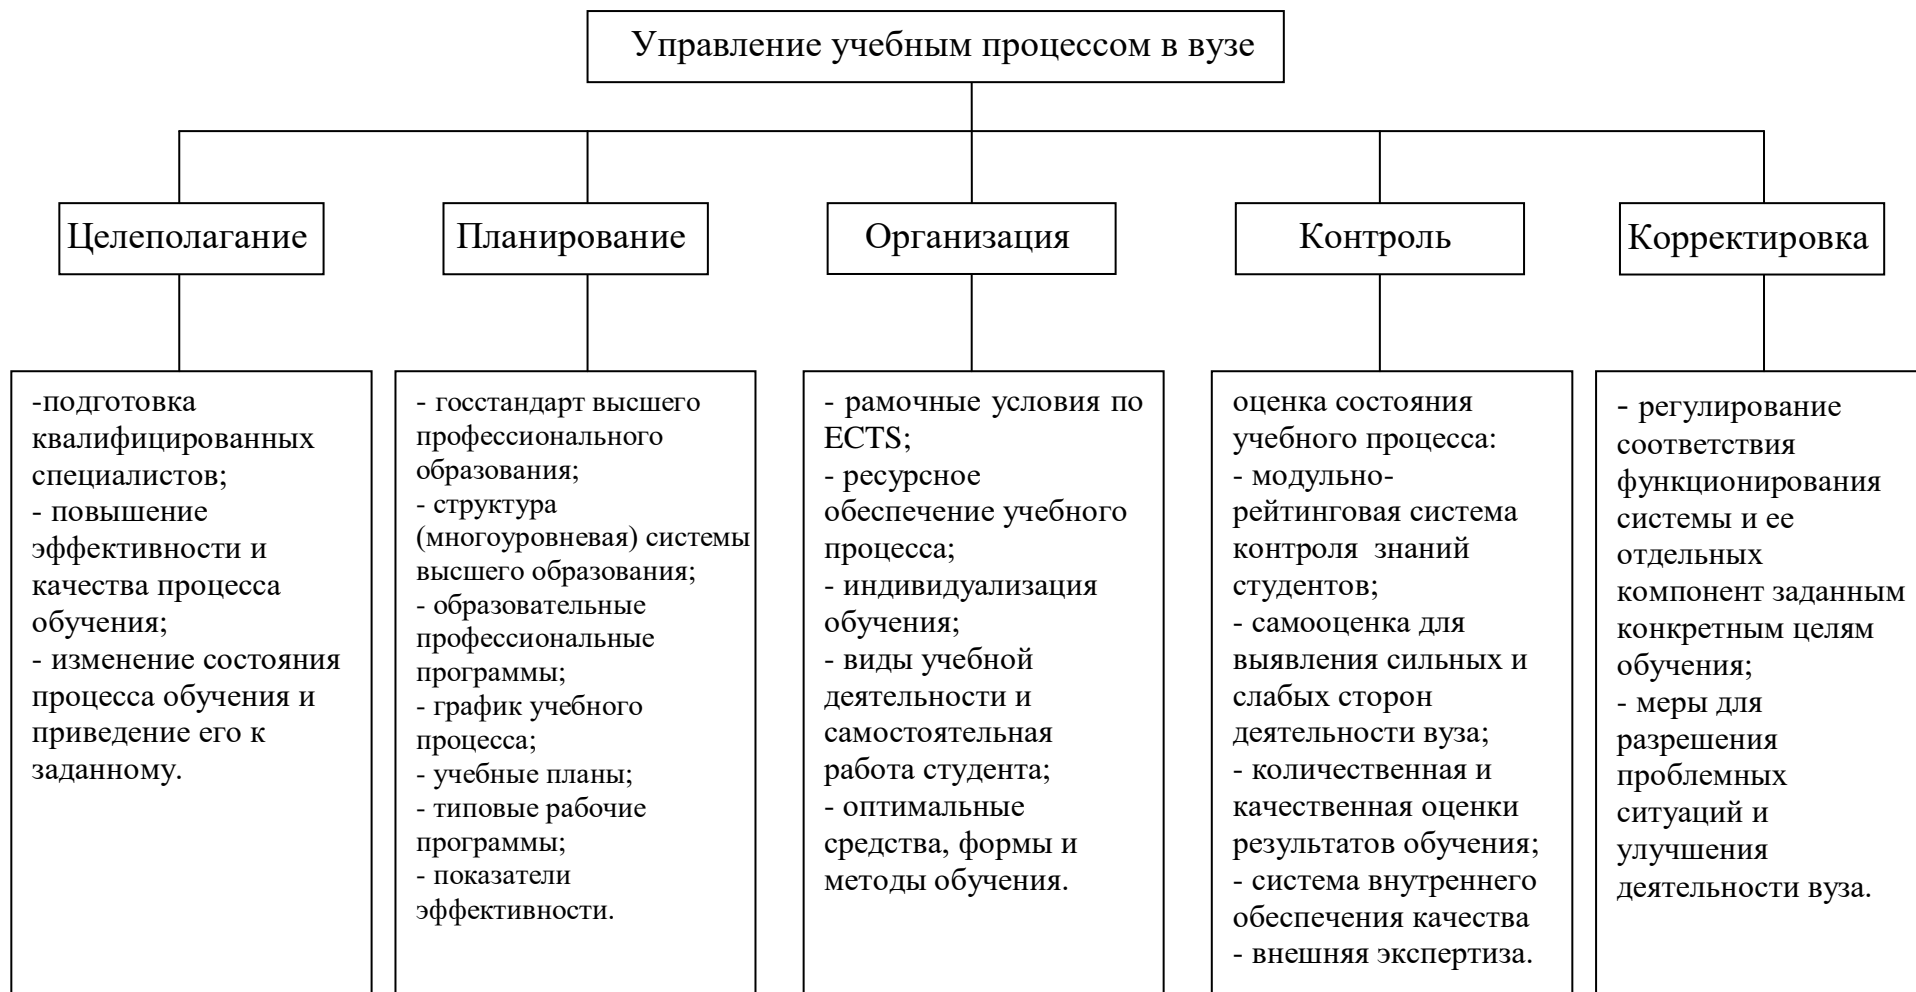 Управление учебным процессом в вузе
Целеполагание
Планирование
Организация
Контроль
Корректировка
-подготовка
квалифицированных
специалистов;
- повышение
эффективности и
качества процесса
обучения;
- изменение состояния
процесса обучения и
приведение его к
заданному.
- госстандарт высшего
профессионального
образования;
- структура
(многоуровневая) системы
высшего образования;
- образовательные
профессиональные
программы;
- график учебного
процесса;
- учебные планы;
- типовые рабочие
программы;
- показатели
эффективности.
- рамочные условия по
ECTS;
- ресурсное
обеспечение учебного
процесса;
- индивидуализация
обучения;
- виды учебной
деятельности и
самостоятельная
работа студента;
- оптимальные
средства, формы и
методы обучения.
оценка состояния
учебного процесса:
- модульно-
рейтинговая система
контроля знаний
студентов;
- самооценка для
выявления сильных и
слабых сторон
деятельности вуза;
- количественная и
качественная оценки
результатов обучения;
- система внутреннего
обеспечения качества
- внешняя экспертиза.
- регулирование
соответствия
функционирования
системы и ее
отдельных
компонент заданным
конкретным целям
обучения;
- меры для
разрешения
проблемных
ситуаций и
улучшения
деятельности вуза.